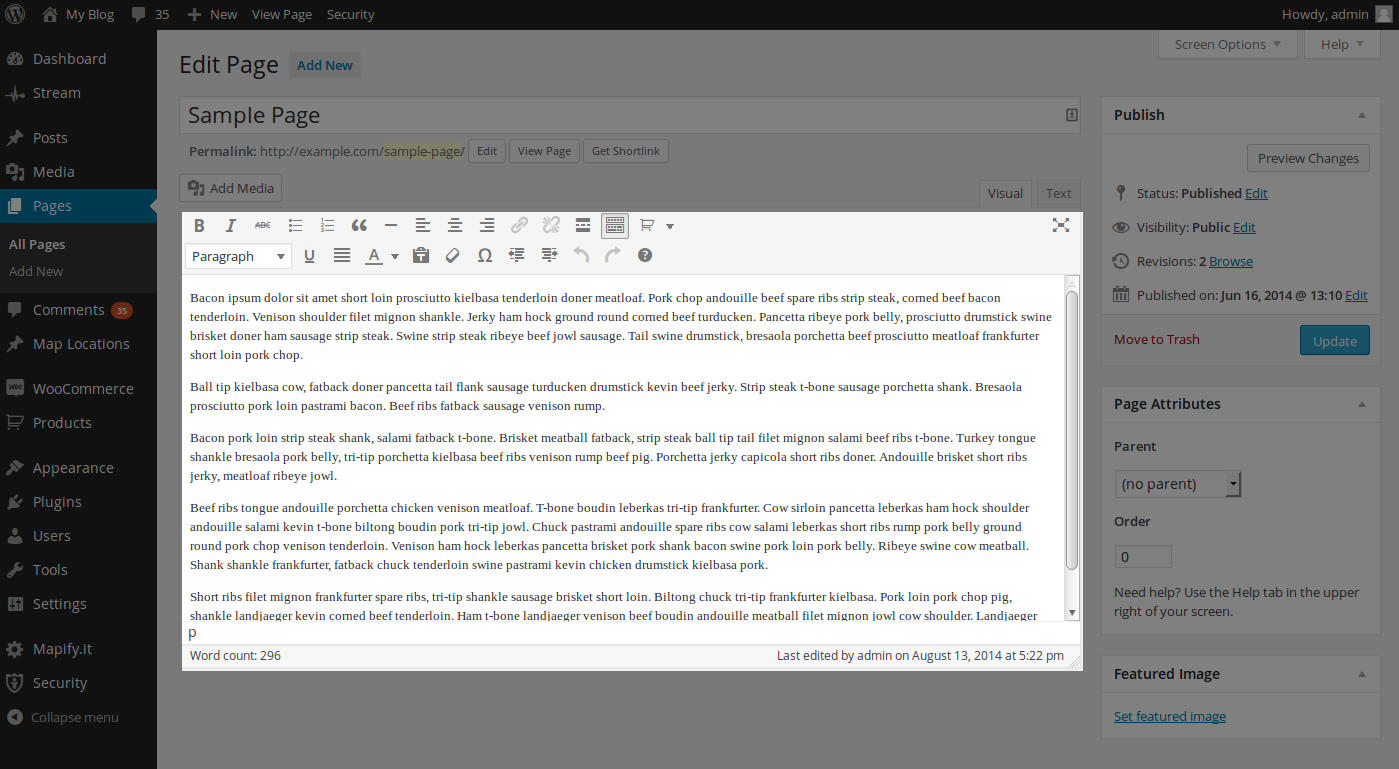 My Blog 35 New View Page Security Howdy, admin
Screen Options Help
Dashboard
Stream
Posts
Media
Pages
All Pages
Add New
Comments 35
Map Locations
WooCommerce
Products
Appearance
Plugins
Users
Tools
Settings
Mapify.it
Security
Collapse menu
Edit Page Add New
Sample Page
Permalink: http://example.com/sample-page/ Edit View Page Get Shortlink
Add Media Visual Text
B I ABC
Paragraph U A Ω ?
Bacon ipsum dolor sit amet short loin prosciutto kielbasa tenderloin doner meatloaf. Pork chop andouille beef spare ribs strip steak, corned beef bacon
tenderloin. Venison shoulder filet mignon shankle. Jerky ham hock ground round corned beef turducken. Pancetta ribeye pork belly, prosciutto drumstick swine
brisket doner ham sausage strip steak. Swine strip steak ribeye beef jowl sausage. Tail swine drumstick, bresaola porchetta beef prosciutto meatloaf frankfurter
short loin pork chop.
Ball tip kielbasa cow, fatback doner pancetta tail flank sausage turducken drumstick kevin beef jerky. Strip steak t-bone sausage porchetta shank. Bresaola
prosciutto pork loin pastrami bacon. Beef ribs fatback sausage venison rump.
Bacon pork loin strip steak shank, salami fatback t-bone. Brisket meatball fatback, strip steak ball tip tail filet mignon salami beef ribs t-bone. Turkey tongue
shankle bresaola pork belly, tri-tip porchetta kielbasa beef ribs venison rump beef pig. Porchetta jerky capicola short ribs doner. Andouille brisket short ribs
jerky, meatloaf ribeye jowl.
Beef ribs tongue andouille porchetta chicken venison meatloaf. T-bone boudin leberkas tri-tip frankfurter. Cow sirloin pancetta leberkas ham hock shoulder
andouille salami kevin t-bone biltong boudin pork tri-tip jowl. Chuck pastrami andouille spare ribs cow salami leberkas short ribs rump pork belly ground
round pork chop venison tenderloin. Venison ham hock leberkas pancetta brisket pork shank bacon swine pork loin pork belly. Ribeye swine cow meatball.
Shank shankle frankfurter, fatback chuck tenderloin swine pastrami kevin chicken drumstick kielbasa pork.
Short ribs filet mignon frankfurter spare ribs, tri-tip shankle sausage brisket short loin. Biltong chuck tri-tip frankfurter kielbasa. Pork loin pork chop pig,
shankle landjaeger kevin corned beef tenderloin. Ham t-bone landjaeger venison beef boudin andouille meatball filet mignon jowl cow shoulder. Landjaeger
p
Word count: 296 Last edited by admin on August 13, 2014 at 5:22 pm
Publish
Preview Changes
Status: Published Edit
Visibility: Public Edit
Revisions: 2 Browse
Published on: Jun 16, 2014 @ 13:10 Edit
Move to Trash Update
Page Attributes
Parent
(no parent)
Order
0
Need help? Use the Help tab in the upper
right of your screen.
Featured Image
Set featured image